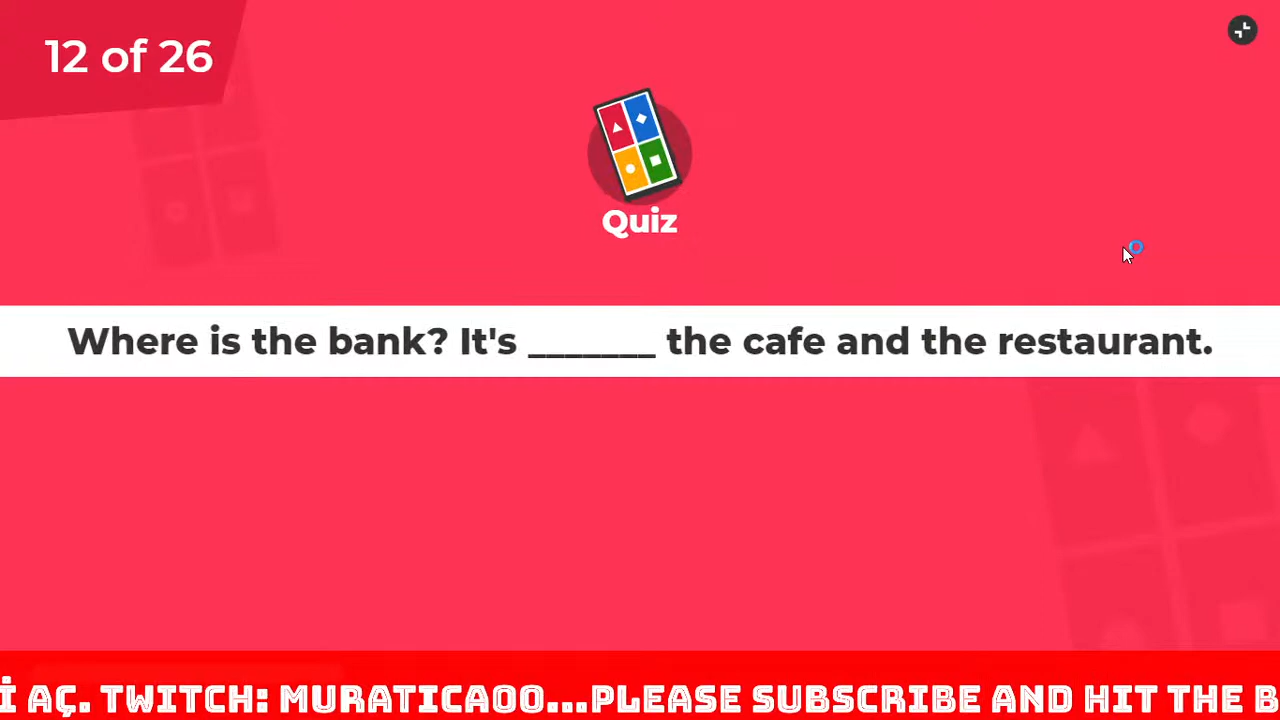 12 of 26
Quiz
Where is the bank? It's _______ the cafe and the restaurant.
İ AÇ. TWITCH: MURATICA00...PLEASE SUBSCRIBE AND HIT THE B